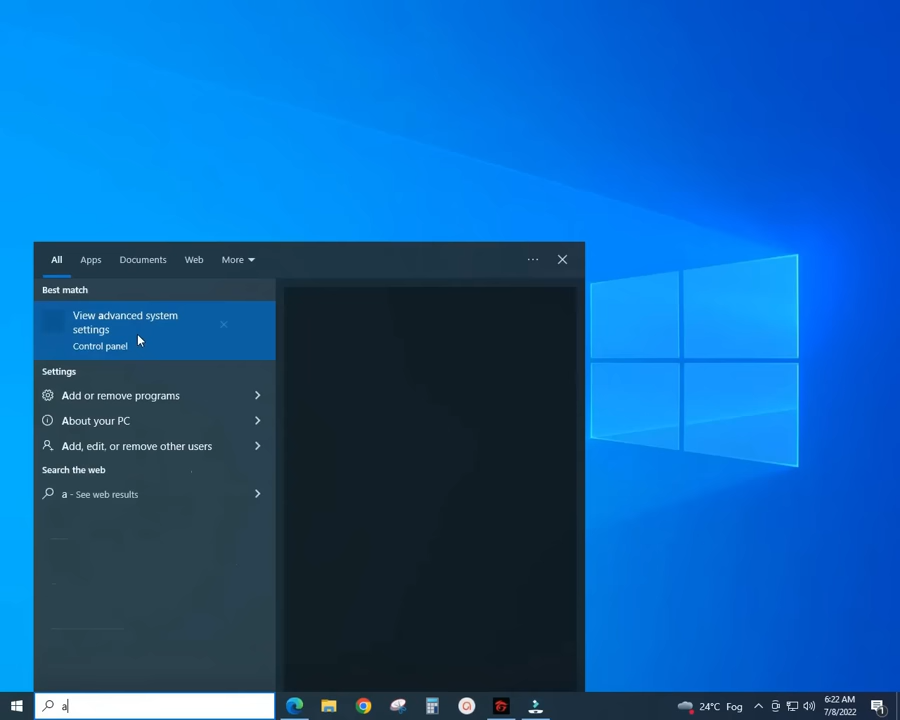 All Apps Documents Web More
Best match
View advanced system
settings
Control panel
Settings
Add or remove programs
About your PC
Add, edit, or remove other users
Search the web
a - See web results
a
24°C Fog
6:22 AM
7/8/2022
1